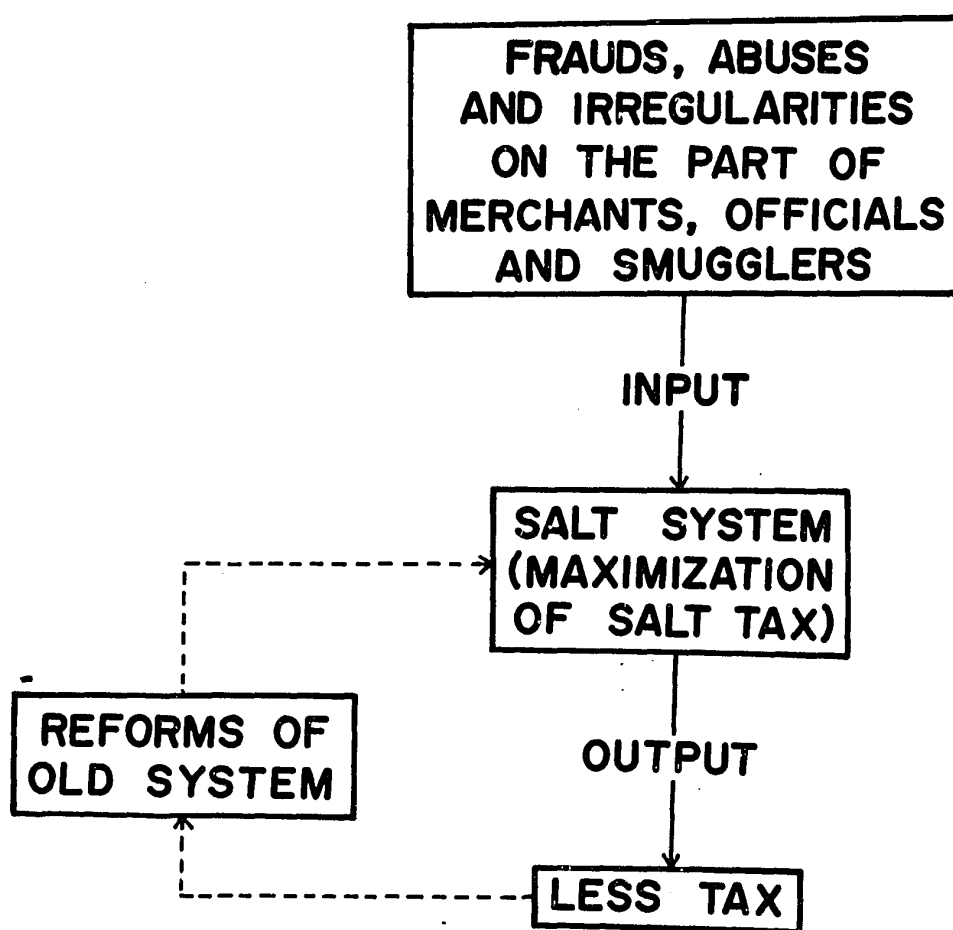 FRAUDS, ABUSES
AND IRREGULARITIES
ON THE PART OF
MERCHANTS, OFFICIALS
AND SMUGGLERS
INPUT
SALT SYSTEM
(MAXIMIZATION
OF SALT TAX)
OUTPUT
REFORMS OF
OLD SYSTEM
LESS TAX